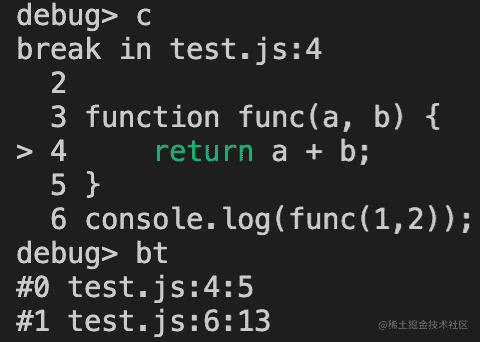 debug> c
break in test.js:4
  2
  3 function func(a, b) {
> 4     return a + b;
  5 }
  6 console.log(func(1,2));
debug> bt
#0 test.js:4:5
#1 test.js:6:13
@稀土掘金技术社区